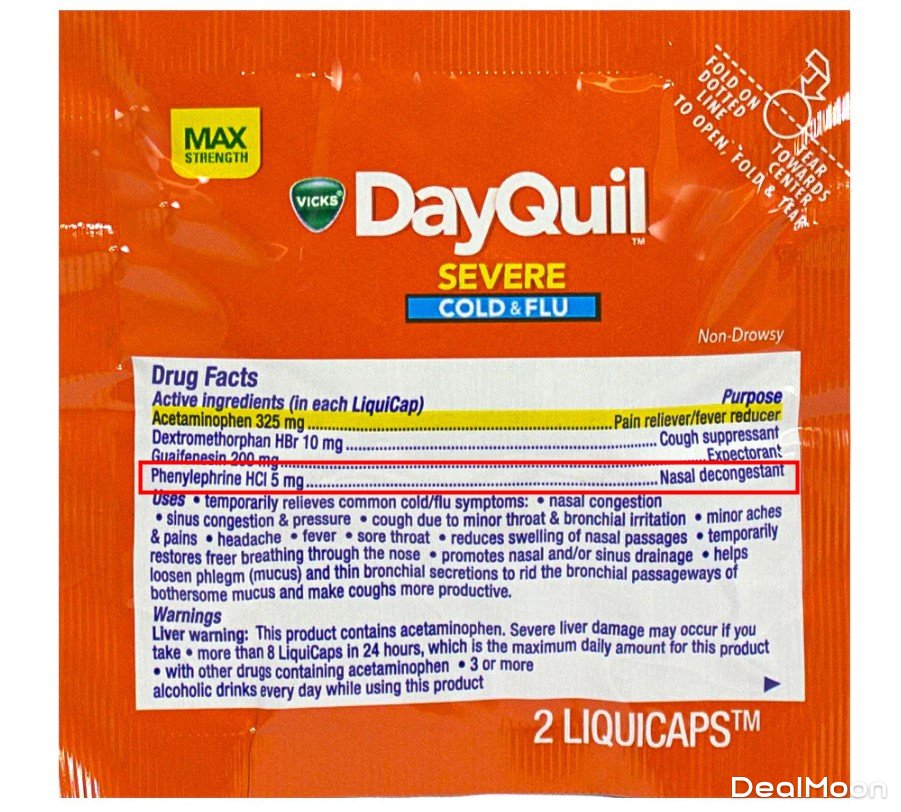 MAX
STRENGTH
FOLD ON
DOTTED
LINE
TO OPEN, FOLD & TEAR
TEAR
TOWARDS
CENTER
VICKS®
DayQuil™
SEVERE
COLD & FLU
Non-Drowsy
Drug Facts
Active ingredients (in each LiquiCap) Purpose
Acetaminophen 325 mg ..... Pain reliever/fever reducer
Dextromethorphan HBr 10 mg ..... Cough suppressant
Guaifenesin 200 mg ..... Expectorant
Phenylephrine HCl 5 mg ..... Nasal decongestant
Uses • temporarily relieves common cold/flu symptoms: • nasal congestion
• sinus congestion & pressure • cough due to minor throat & bronchial irritation • minor aches
& pains • headache • fever • sore throat • reduces swelling of nasal passages • temporarily
restores freer breathing through the nose • promotes nasal and/or sinus drainage • helps
loosen phlegm (mucus) and thin bronchial secretions to rid the bronchial passageways of
bothersome mucus and make coughs more productive.
Warnings
Liver warning: This product contains acetaminophen. Severe liver damage may occur if you
take • more than 8 LiquiCaps in 24 hours, which is the maximum daily amount for this product
• with other drugs containing acetaminophen • 3 or more
alcoholic drinks every day while using this product
2 LIQUICAPS™
DealMoon